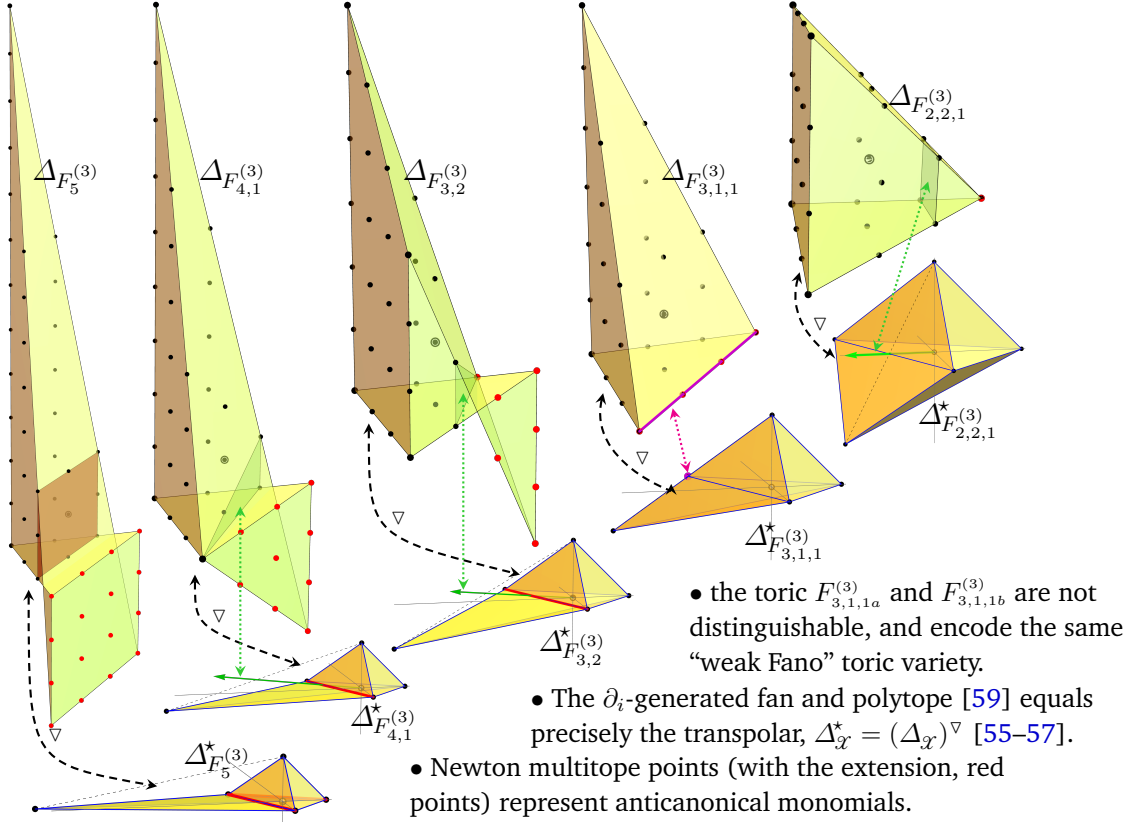 Δ_{F_5^{(3)}}
Δ_{F_{4,1}^{(3)}}
Δ_{F_{3,2}^{(3)}}
Δ_{F_{3,1,1}^{(3)}}
Δ_{F_{2,2,1}^{(3)}}
▽
Δ^⋆_{F_{2,2,1}^{(3)}}
▽
Δ^⋆_{F_{3,1,1}^{(3)}}
▽
Δ^⋆_{F_{3,2}^{(3)}}
▽
Δ^⋆_{F_{4,1}^{(3)}}
▽
Δ^⋆_{F_5^{(3)}}
• the toric F_{3,1,1a}^{(3)} and F_{3,1,1b}^{(3)} are not
distinguishable, and encode the same
“weak Fano” toric variety.
• The ∂_i-generated fan and polytope [59] equals
precisely the transpolar, Δ^⋆_𝒳 = (Δ_𝒳)^▽ [55–57].
• Newton multitope points (with the extension, red
points) represent anticanonical monomials.